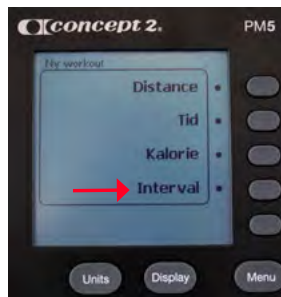 concept 2.
PM5
Ny workout
Distance
Tid
Kalorie
Interval
Units
Display
Menu